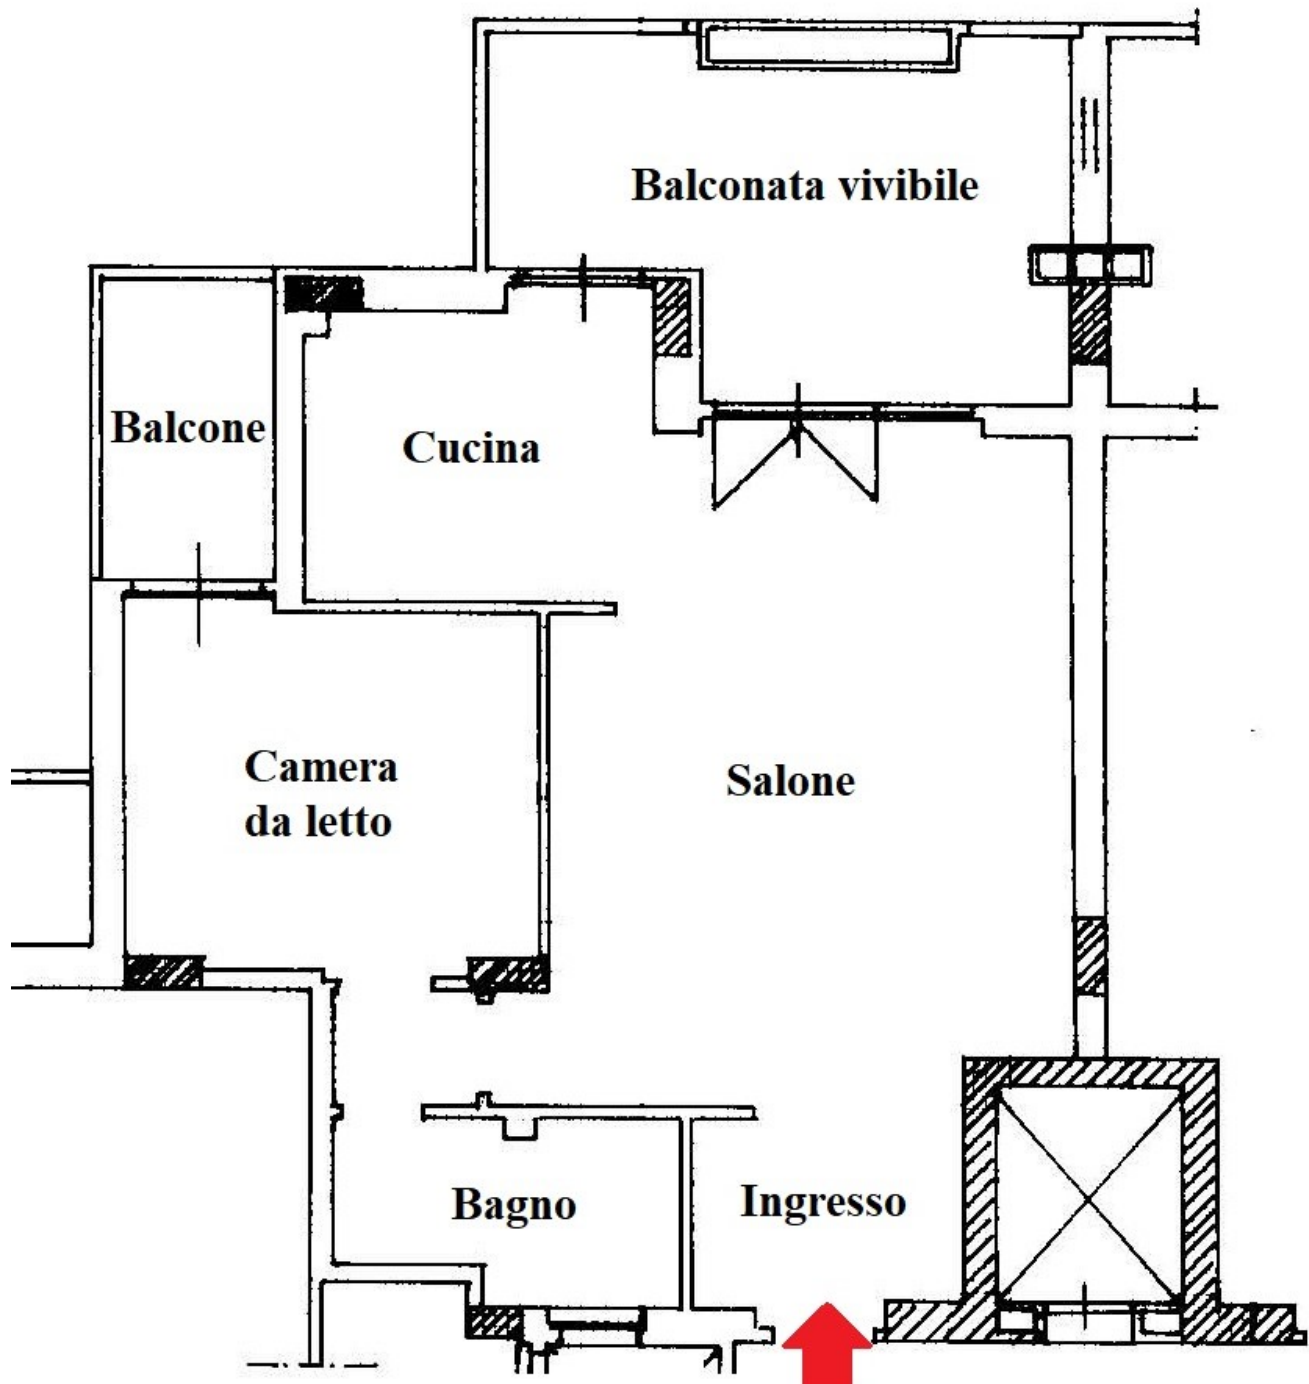 Balconata vivibile
Balcone
Cucina
Camera
da letto
Salone
Bagno
Ingresso